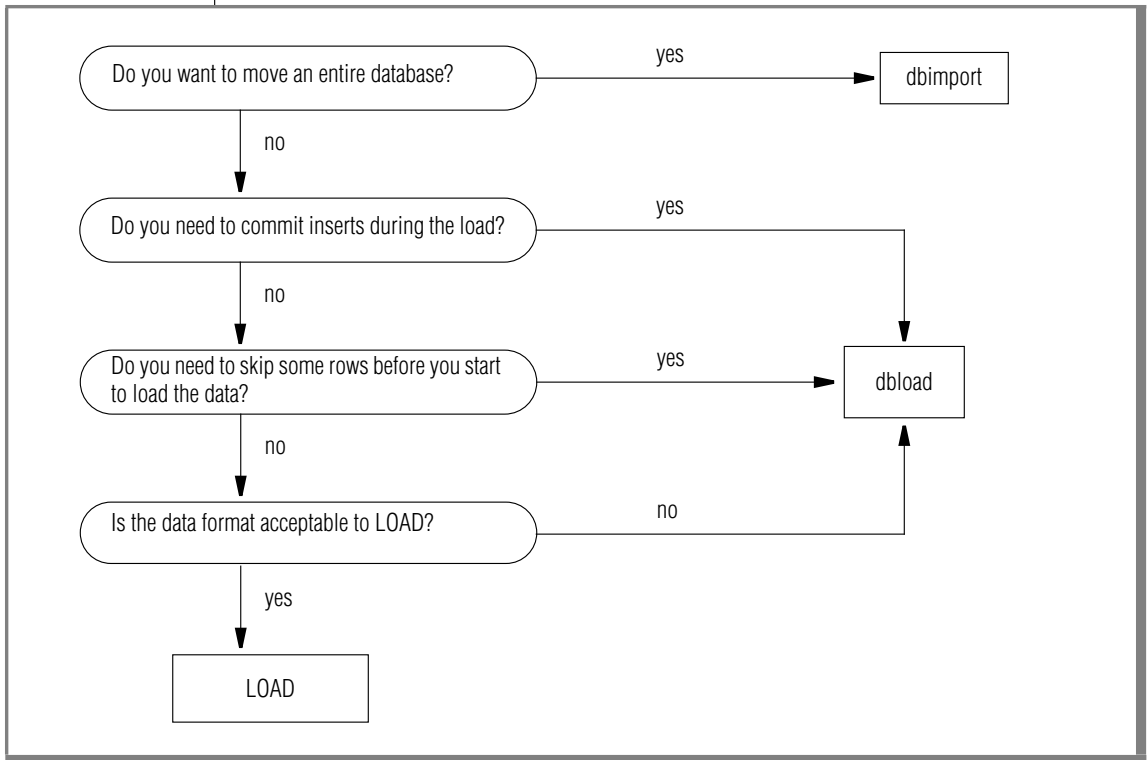 Do you want to move an entire database?
yes
dbimport
no
Do you need to commit inserts during the load?
yes
no
Do you need to skip some rows before you start
to load the data?
yes
dbload
no
Is the data format acceptable to LOAD?
no
yes
LOAD